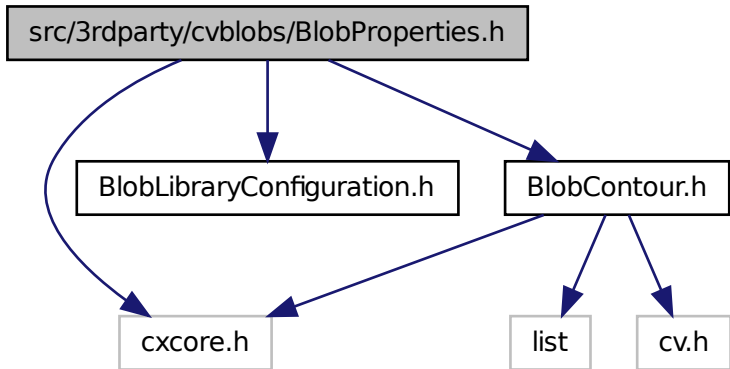 src/3rdparty/cvblobs/BlobProperties.h
BlobLibraryConfiguration.h
BlobContour.h
cxcore.h
list
cv.h